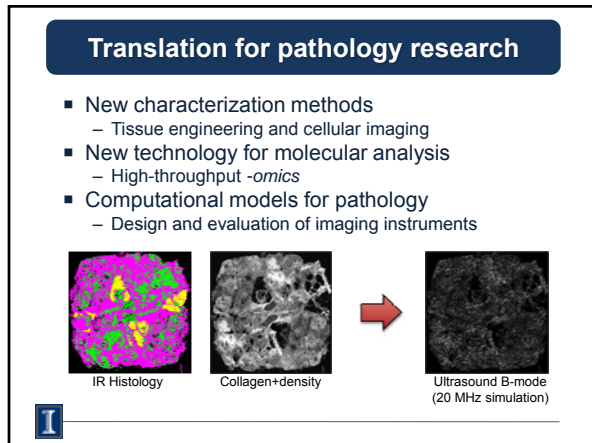 Translation for pathology research
▪ New characterization methods
– Tissue engineering and cellular imaging
▪ New technology for molecular analysis
– High-throughput -omics
▪ Computational models for pathology
– Design and evaluation of imaging instruments
IR Histology
Collagen+density
Ultrasound B-mode
(20 MHz simulation)
I